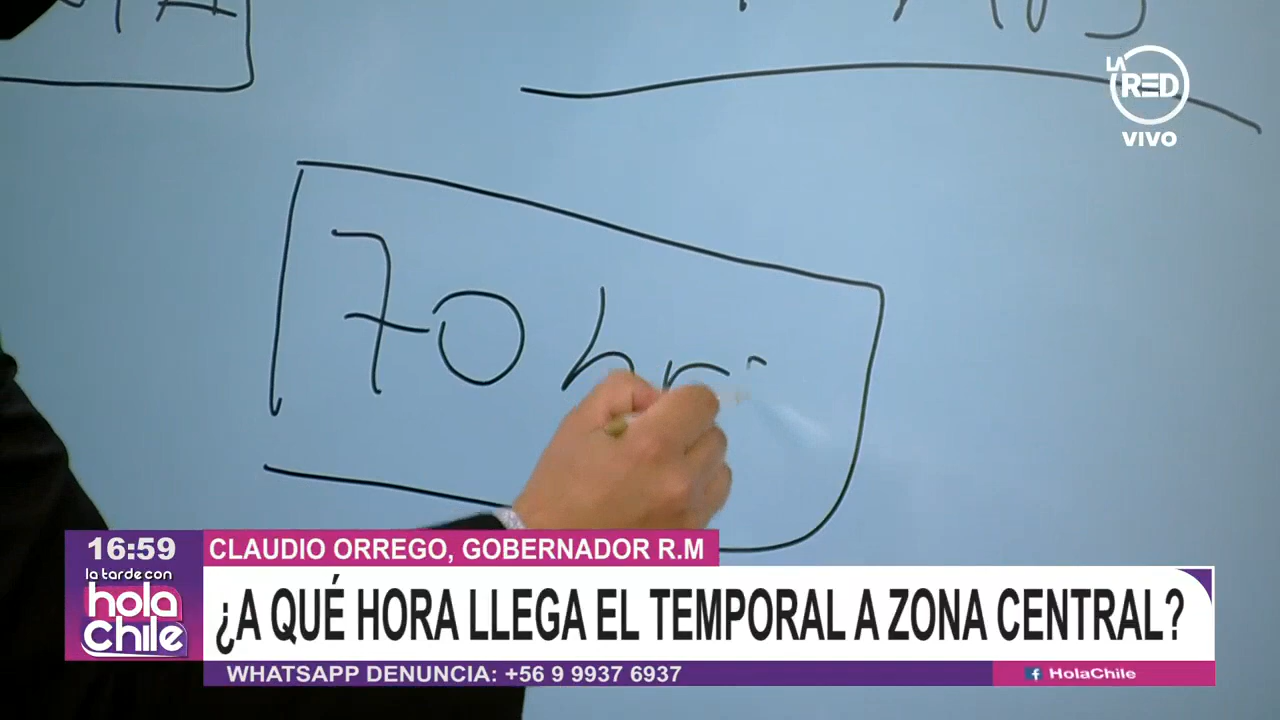 LA
RED
VIVO
70 hr
16:59
la tarde con
hola
chile
CLAUDIO ORREGO, GOBERNADOR R.M
¿A QUÉ HORA LLEGA EL TEMPORAL A ZONA CENTRAL?
WHATSAPP DENUNCIA: +56 9 9937 6937
HolaChile